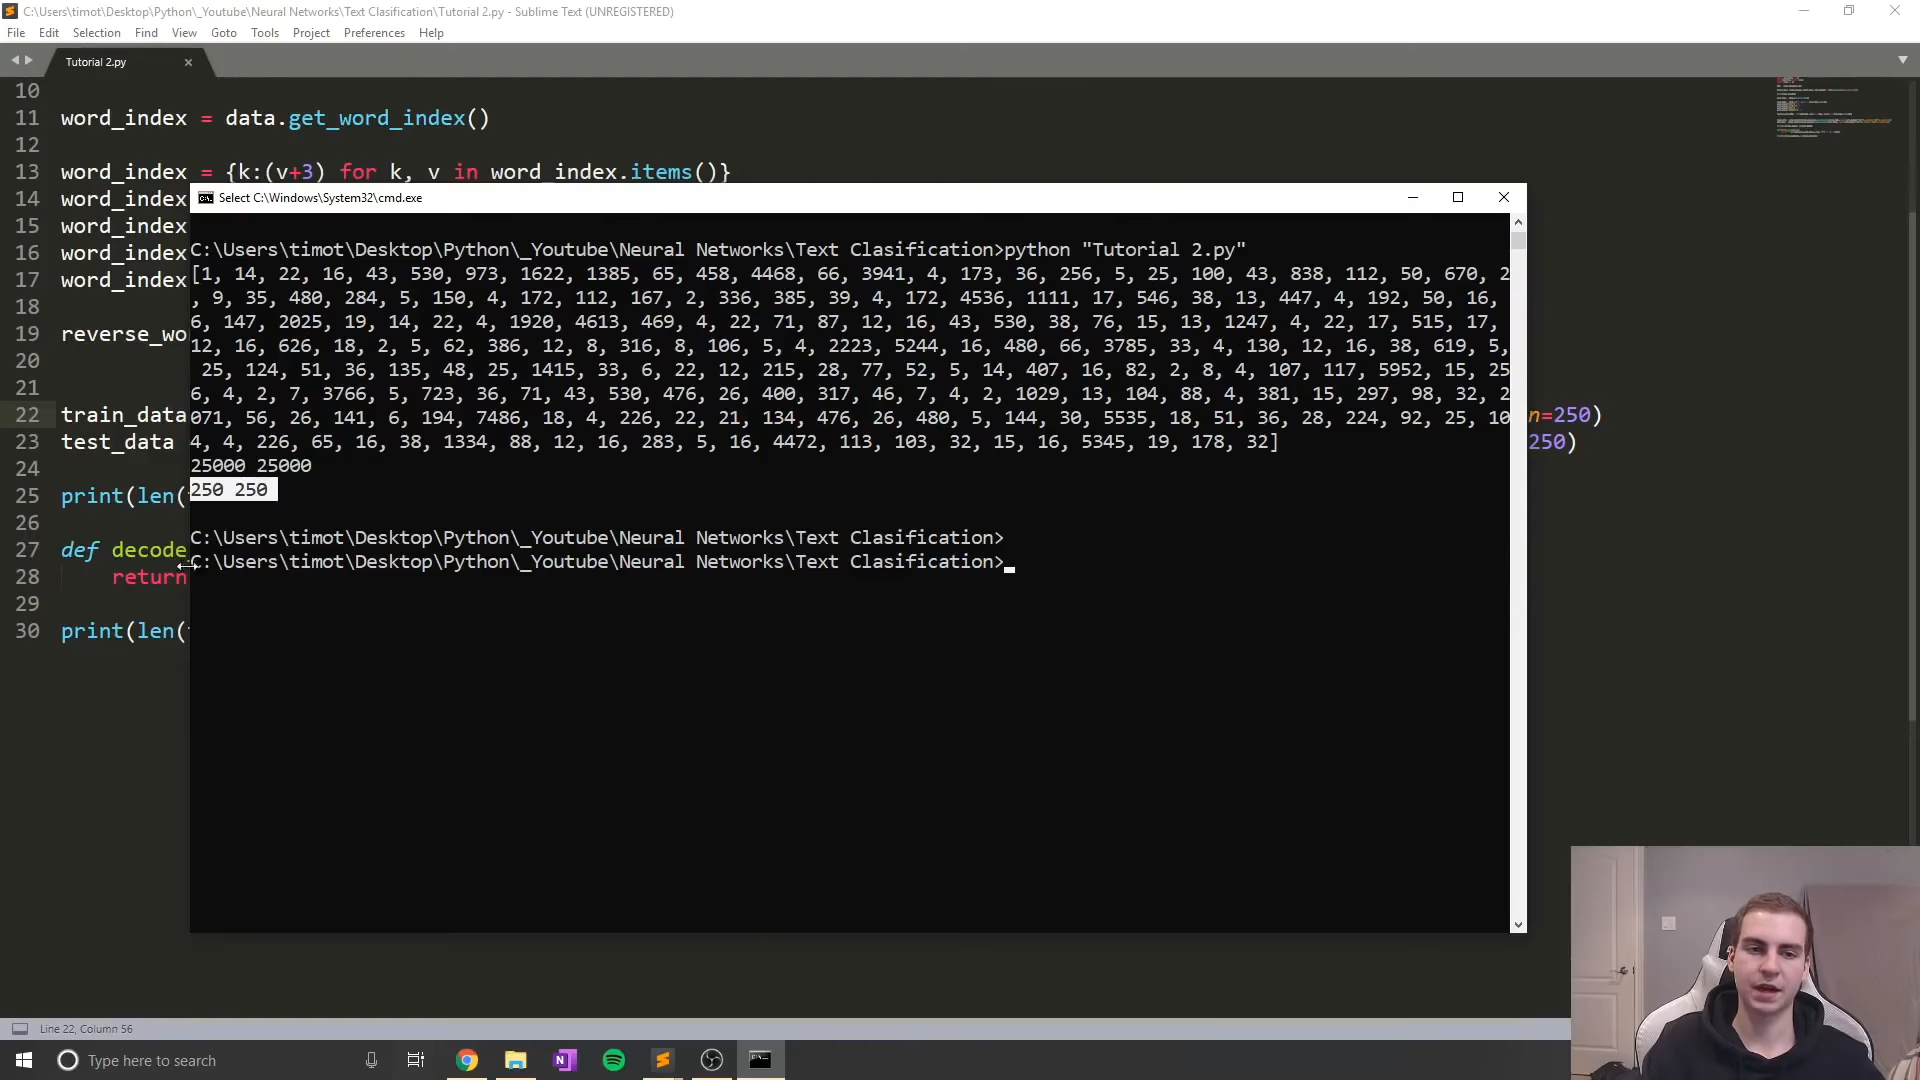 C:\Users\timot\Desktop\Python\_Youtube\Neural Networks\Text Clasification\Tutorial 2.py - Sublime Text (UNREGISTERED)
File Edit Selection Find View Goto Tools Project Preferences Help
Tutorial 2.py
10
11 word_index = data.get_word_index()
12
13 word_index = {k:(v+3) for k, v in word_index.items()}
14 word_index
15 word_index
16 word_index
17 word_index
18
19 reverse_wo
20
21
22 train_data n=250)
23 test_data 250)
24
25 print(len(
26
27 def decode
28 return
29
30 print(len(
Select C:\Windows\System32\cmd.exe
C:\Users\timot\Desktop\Python\_Youtube\Neural Networks\Text Clasification>python "Tutorial 2.py"
[1, 14, 22, 16, 43, 530, 973, 1622, 1385, 65, 458, 4468, 66, 3941, 4, 173, 36, 256, 5, 25, 100, 43, 838, 112, 50, 670, 2
, 9, 35, 480, 284, 5, 150, 4, 172, 112, 167, 2, 336, 385, 39, 4, 172, 4536, 1111, 17, 546, 38, 13, 447, 4, 192, 50, 16,
6, 147, 2025, 19, 14, 22, 4, 1920, 4613, 469, 4, 22, 71, 87, 12, 16, 43, 530, 38, 76, 15, 13, 1247, 4, 22, 17, 515, 17,
12, 16, 626, 18, 2, 5, 62, 386, 12, 8, 316, 8, 106, 5, 4, 2223, 5244, 16, 480, 66, 3785, 33, 4, 130, 12, 16, 38, 619, 5,
25, 124, 51, 36, 135, 48, 25, 1415, 33, 6, 22, 12, 215, 28, 77, 52, 5, 14, 407, 16, 82, 2, 8, 4, 107, 117, 5952, 15, 25
6, 4, 2, 7, 3766, 5, 723, 36, 71, 43, 530, 476, 26, 400, 317, 46, 7, 4, 2, 1029, 13, 104, 88, 4, 381, 15, 297, 98, 32, 2
071, 56, 26, 141, 6, 194, 7486, 18, 4, 226, 22, 21, 134, 476, 26, 480, 5, 144, 30, 5535, 18, 51, 36, 28, 224, 92, 25, 10
4, 4, 226, 65, 16, 38, 1334, 88, 12, 16, 283, 5, 16, 4472, 113, 103, 32, 15, 16, 5345, 19, 178, 32]
25000 25000
250 250
C:\Users\timot\Desktop\Python\_Youtube\Neural Networks\Text Clasification>
C:\Users\timot\Desktop\Python\_Youtube\Neural Networks\Text Clasification>
Line 22, Column 56
Type here to search